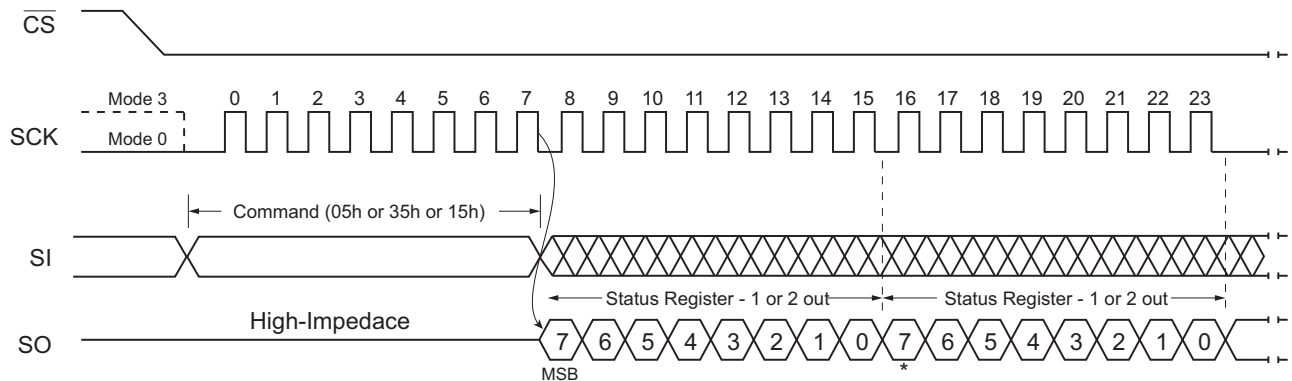 CS
Mode 3 0 1 2 3 4 5 6 7 8 9 10 11 12 13 14 15 16 17 18 19 20 21 22 23
SCK Mode 0
Command (05h or 35h or 15h)
SI
Status Register - 1 or 2 out Status Register - 1 or 2 out
High-Impedace
SO 7 6 5 4 3 2 1 0 7 6 5 4 3 2 1 0
MSB *